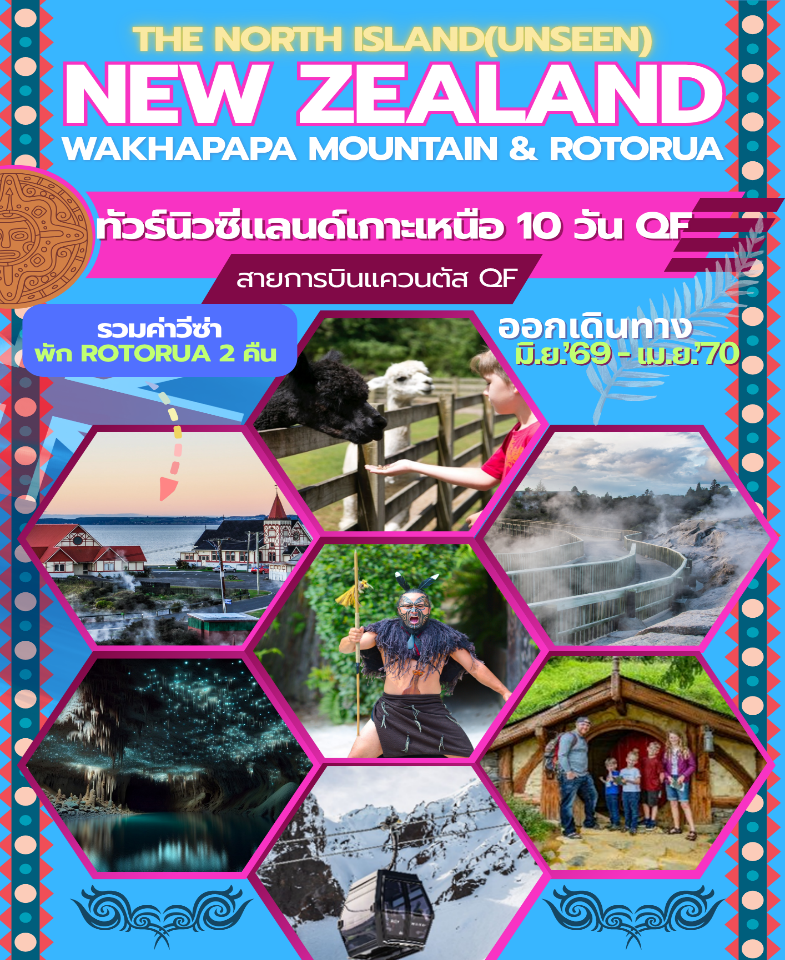 THE NORTH ISLAND(UNSEEN)
NEW ZEALAND
WAKHAPAPA MOUNTAIN & ROTORUA
ทัวร์นิวซีแลนด์เกาะเหนือ 10 วัน QF
สายการบินแควนตัส QF
รวมค่าวีซ่า
พัก ROTORUA 2 คืน
ออกเดินทาง
มิ.ย.'69 - เม.ย.'70